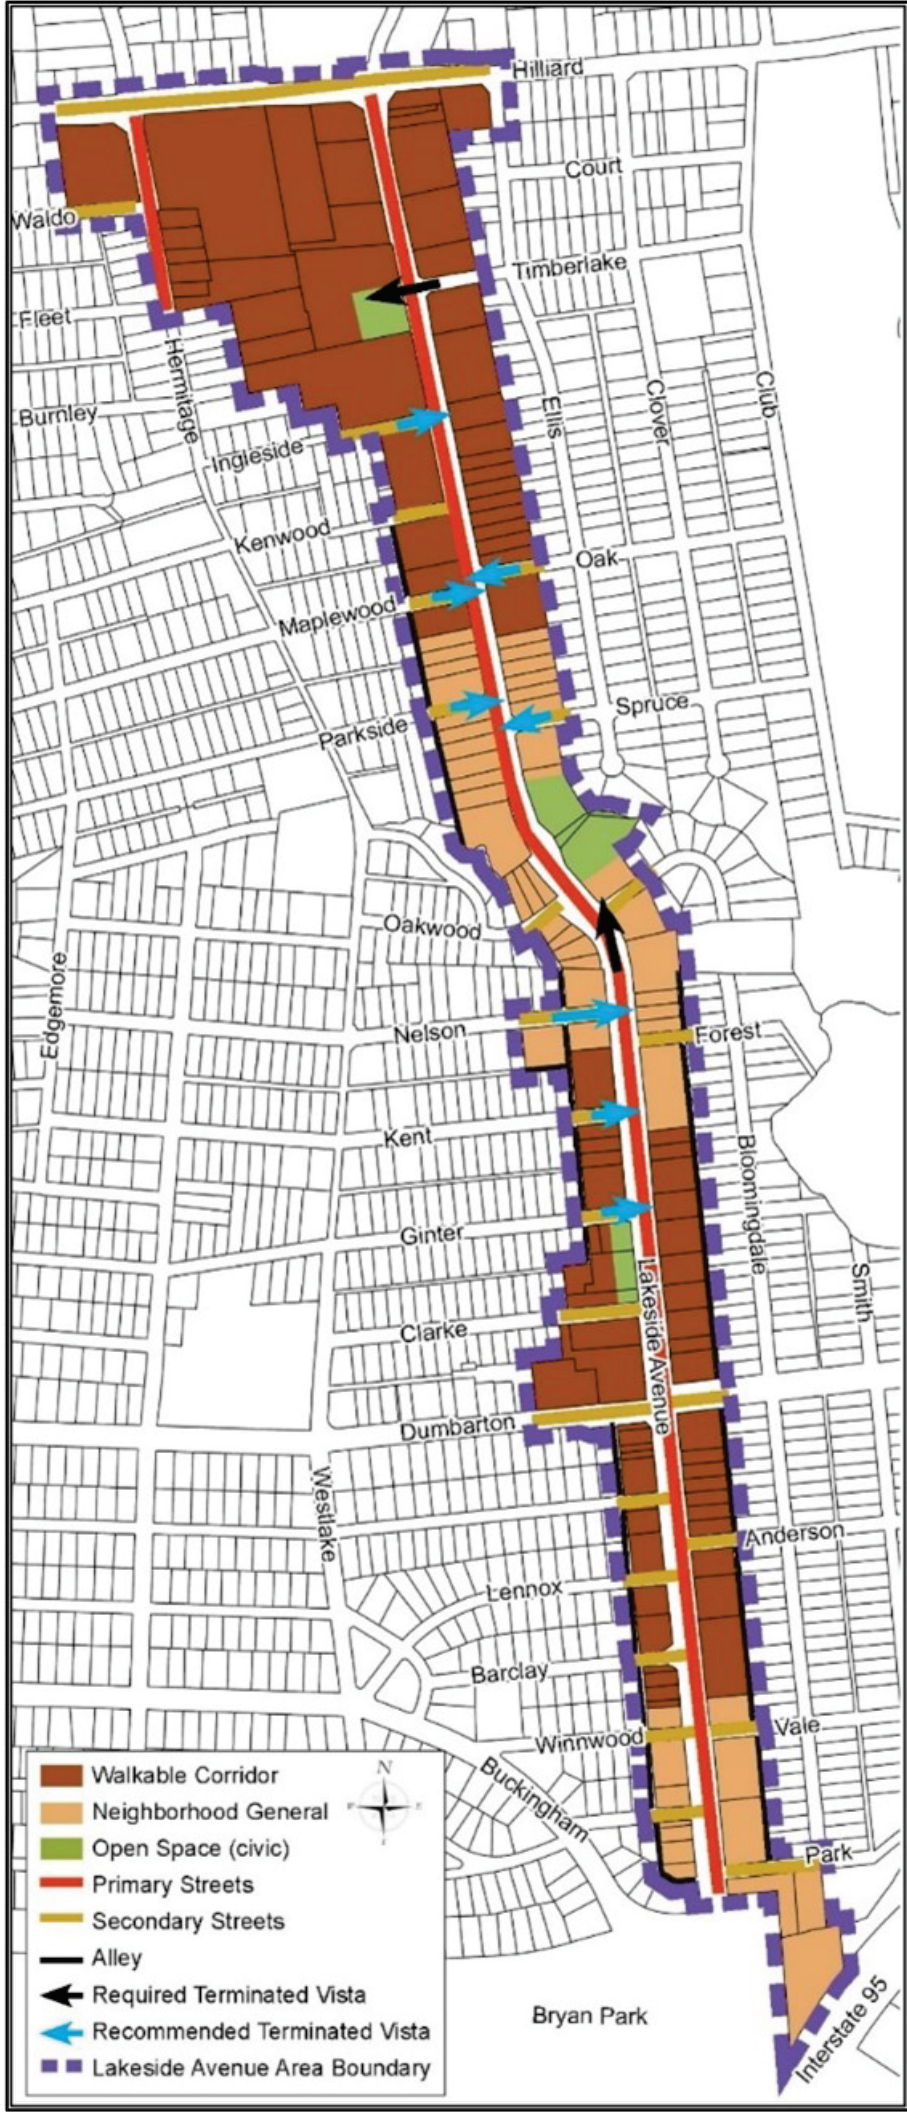 Hilliard
Court
Waldo
Timberlake
Fleet
Hermitage
Burnley
Ellis
Clover
Club
Ingleside
Kenwood
Oak
Maplewood
Spruce
Parkside
Oakwood
Edgemore
Nelson
Forest
Kent
Bloomingdale
Ginter
Smith
Lakeside Avenue
Clarke
Dumbarton
Westlake
Anderson
Lennox
Barclay
Winnwood
Vale
Buckingham
Park
N
Walkable Corridor
Neighborhood General
Open Space (civic)
Primary Streets
Secondary Streets
Alley
Required Terminated Vista
Recommended Terminated Vista
Lakeside Avenue Area Boundary
Bryan Park
Interstate 95